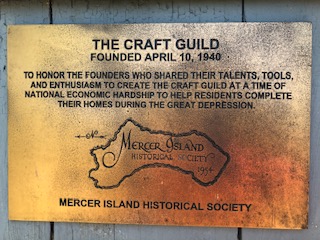 THE CRAFT GUILD
FOUNDED APRIL 10, 1940
TO HONOR THE FOUNDERS WHO SHARED THEIR TALENTS, TOOLS,
AND ENTHUSIASM TO CREATE THE CRAFT GUILD AT A TIME OF
NATIONAL ECONOMIC HARDSHIP TO HELP RESIDENTS COMPLETE
THEIR HOMES DURING THE GREAT DEPRESSION.
MERCER ISLAND
HISTORICAL SOCIETY
1954
MERCER ISLAND HISTORICAL SOCIETY